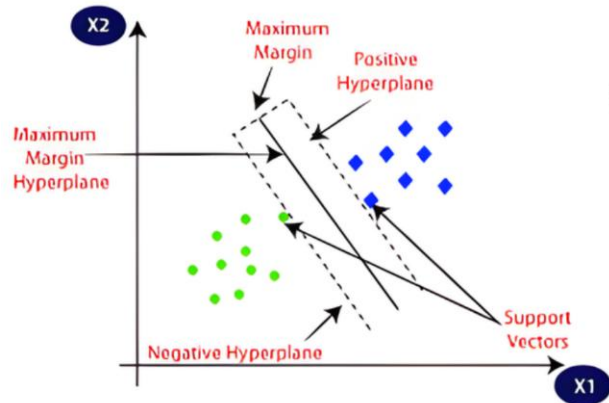 X2
Maximum
Margin
Positive
Hyperplane
Maximum
Margin
Hyperplane
Support
Vectors
Negative Hyperplane
X1